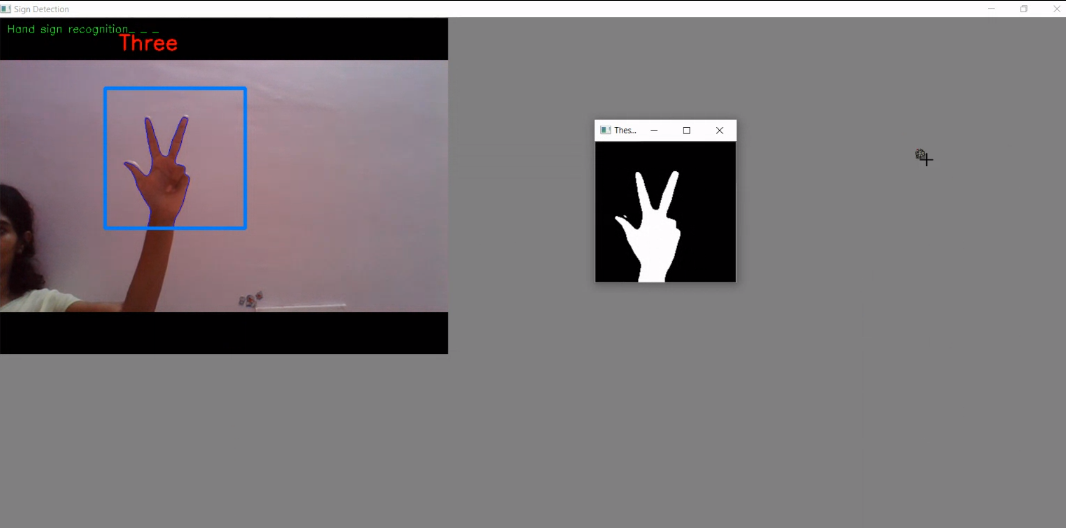 Sign Detection
Hand sign recognition_ _ _
Three
Thes...